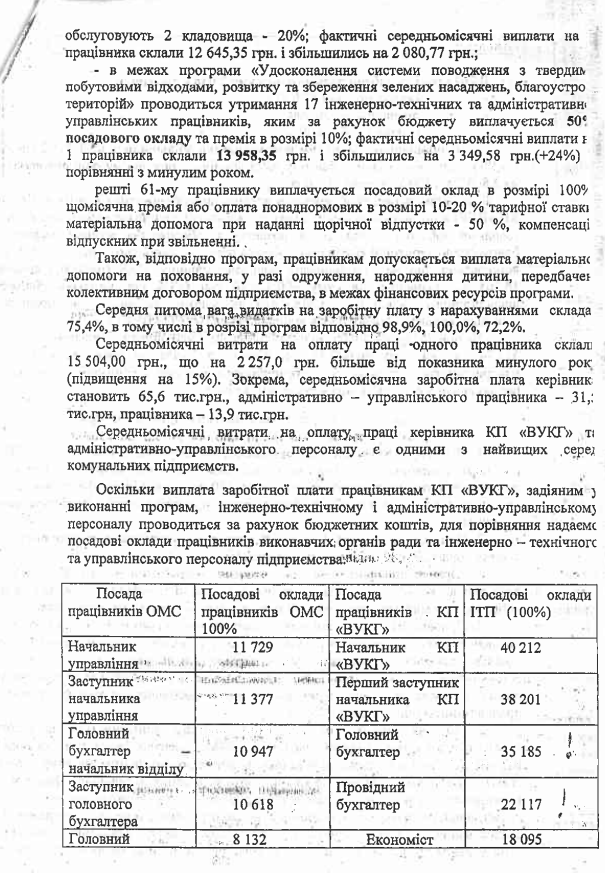 обслуговують 2 кладовища - 20%; фактичні середньомісячні виплати на
працівника склали 12 645,35 грн. і збільшились на 2 080,77 грн.;
- в межах програми «Удосконалення системи поводження з твердим
побутовими відходами, розвитку та збереження зелених насаджень, благоустро
територій» проводиться утримання 17 інженерно-технічних та адміністративн
управлінських працівників, яким за рахунок бюджету виплачується 50%
посадового окладу та премія в розмірі 10%; фактичні середньомісячні виплати н
1 працівника склали 13 958,35 грн. і збільшились на 3 349,58 грн.(+24%)
порівнянні з минулим роком.
решті 61-му працівнику виплачується посадовий оклад в розмірі 100%
щомісячна премія або оплата понаднормових в розмірі 10-20 % тарифної ставки
матеріальна допомога при наданні щорічної відпустки - 50 %, компенсаці
відпускних при звільненні.
Також, відповідно програм, працівникам допускається виплата матеріально
допомоги на поховання, у разі одруження, народження дитини, передбачен
колективним договором підприємства, в межах фінансових ресурсів програми.
Середня питома вага видатків на заробітну плату з нарахуваннями склада
75,4%, в тому числі в розрізі програм відповідно 98,9%, 100,0%, 72,2%.
Середньомісячні витрати на оплату праці одного працівника склал
15 504,00 грн., що на 2 257,0 грн. більше від показника минулого рок
(підвищення на 15%). Зокрема, середньомісячна заробітна плата керівник
становить 65,6 тис.грн., адміністративно – управлінського працівника – 31,
тис.грн, працівника – 13,9 тис.грн.
Середньомісячні витрати на оплату праці керівника КП «ВУКГ» т
адміністративно-управлінського персоналу є одними з найвищих серед
комунальних підприємств.
Оскільки виплата заробітної плати працівникам КП «ВУКГ», задіяним у
виконанні програм, інженерно-технічному і адміністративно-управлінському
персоналу проводиться за рахунок бюджетних коштів, для порівняння надаємо
посадові оклади працівників виконавчих органів ради та інженерно – технічного
та управлінського персоналу підприємства:
Посада працівників ОМС
Посадові оклади працівників ОМС 100%
Посада працівників КП «ВУКГ»
Посадові оклади ІТП (100%)
Начальник управління
11 729
Начальник КП «ВУКГ»
40 212
Заступник начальника управління
11 377
Перший заступник начальника КП «ВУКГ»
38 201
Головний бухгалтер – начальник відділу
10 947
Головний бухгалтер
35 185
Заступник головного бухгалтера
10 618
Провідний бухгалтер
22 117
Головний
8 132
Економіст
18 095